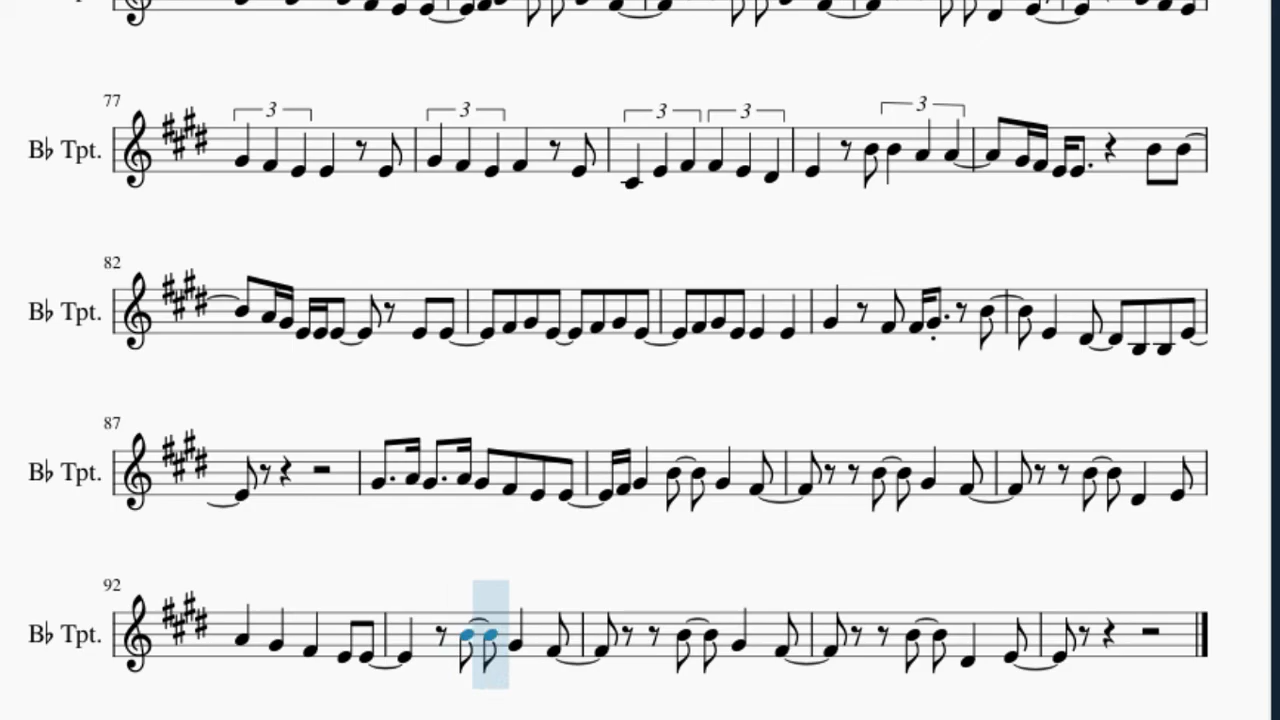 77
3 3 3 3 3
B♭ Tpt.
82
B♭ Tpt.
87
B♭ Tpt.
92
B♭ Tpt.